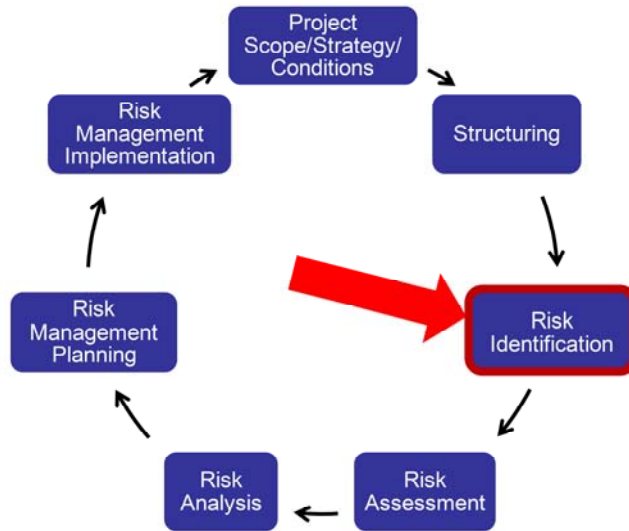 Project
Scope/Strategy/
Conditions
Structuring
Risk
Identification
Risk
Assessment
Risk
Analysis
Risk
Management
Planning
Risk
Management
Implementation